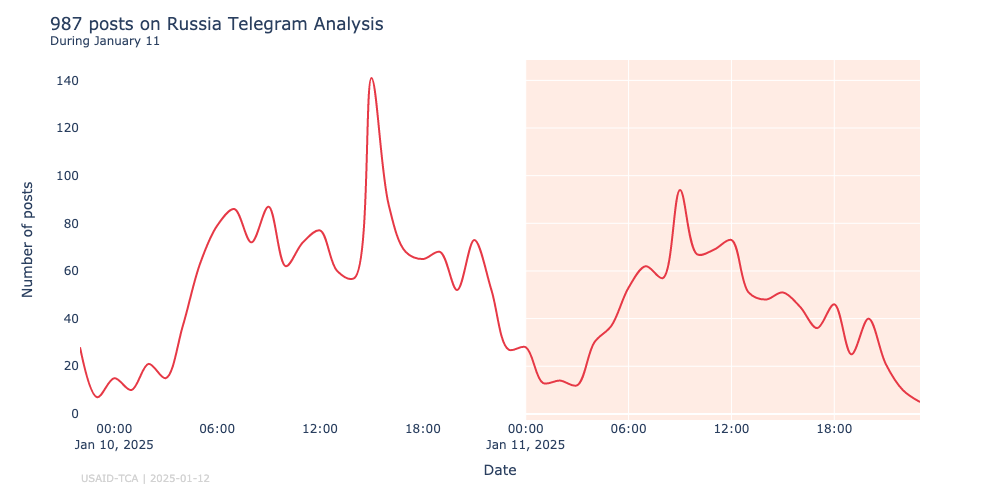 987 posts on Russia Telegram Analysis
During January 11
Number of posts
140
120
100
80
60
40
20
0
00:00 06:00 12:00 18:00 00:00 06:00 12:00 18:00
Jan 10, 2025 Jan 11, 2025
Date
USAID-TCA | 2025-01-12